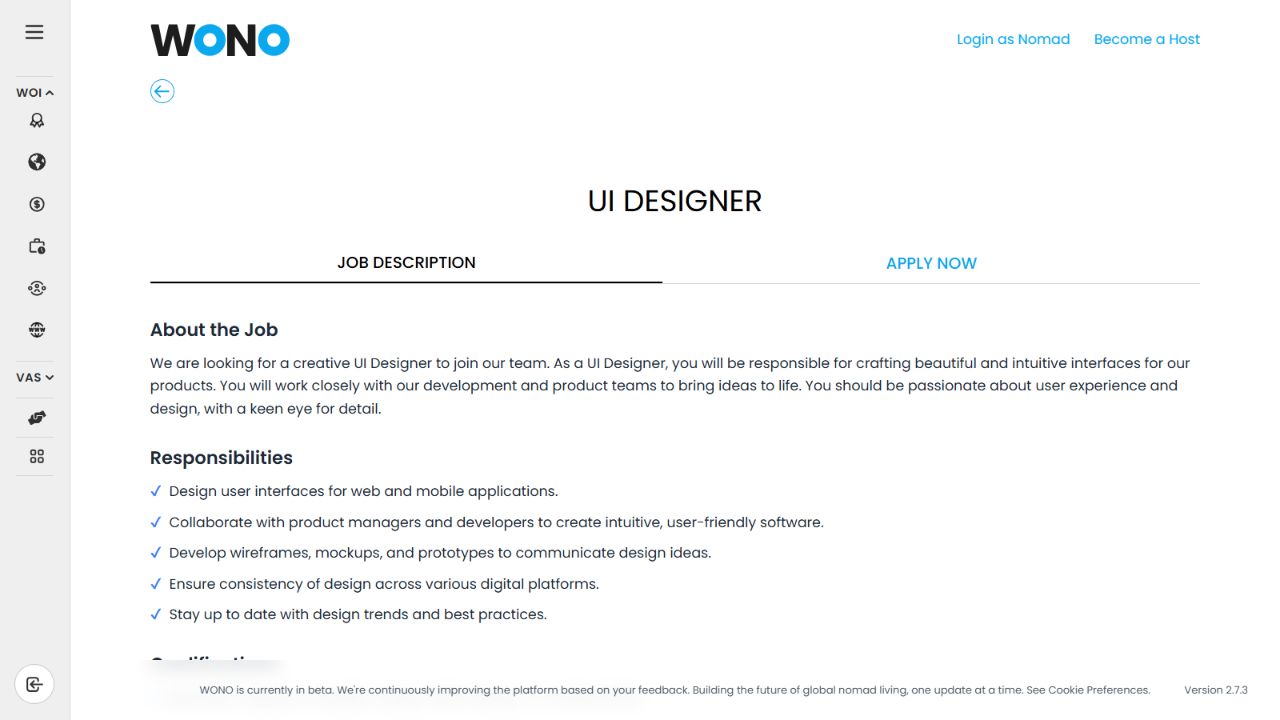 WONO
Login as Nomad
Become a Host
WOI
VAS
UI DESIGNER
JOB DESCRIPTION
APPLY NOW
About the Job
We are looking for a creative UI Designer to join our team. As a UI Designer, you will be responsible for crafting beautiful and intuitive interfaces for our
products. You will work closely with our development and product teams to bring ideas to life. You should be passionate about user experience and
design, with a keen eye for detail.
Responsibilities
✓ Design user interfaces for web and mobile applications.
✓ Collaborate with product managers and developers to create intuitive, user-friendly software.
✓ Develop wireframes, mockups, and prototypes to communicate design ideas.
✓ Ensure consistency of design across various digital platforms.
✓ Stay up to date with design trends and best practices.
WONO is currently in beta. We're continuously improving the platform based on your feedback. Building the future of global nomad living, one update at a time. See Cookie Preferences.
Version 2.7.3